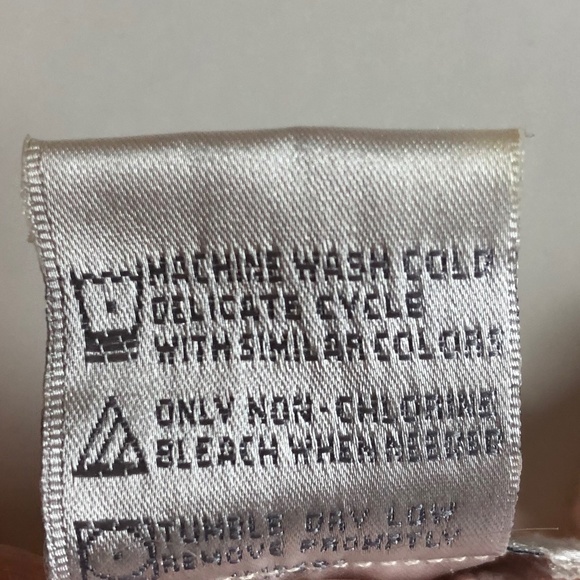 MACHINE WASH COLD
DELICATE CYCLE
WITH SIMILAR COLORS
ONLY NON-CHLORINE
BLEACH WHEN NEEDED
TUMBLE DRY LOW
REMOVE PROMPTLY